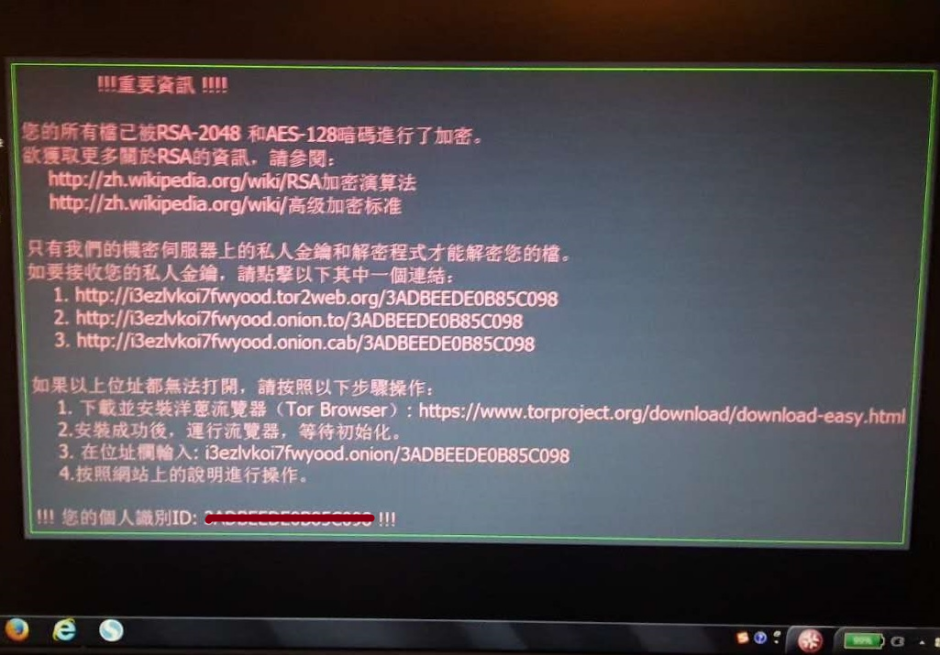 !!!重要資訊 !!!!
您的所有檔已被RSA-2048 和AES-128暗碼進行了加密。
欲獲取更多關於RSA的資訊，請參閱：
http://zh.wikipedia.org/wiki/RSA加密演算法
http://zh.wikipedia.org/wiki/高级加密标准
只有我們的機密伺服器上的私人金鑰和解密程式才能解密您的檔。
如要接收您的私人金鑰，請點擊以下其中一個連結：
1. http://i3ezlvkoi7fwyood.tor2web.org/3ADBEEDE0B85C098
2. http://i3ezlvkoi7fwyood.onion.to/3ADBEEDE0B85C098
3. http://i3ezlvkoi7fwyood.onion.cab/3ADBEEDE0B85C098
如果以上位址都無法打開，請按照以下步驟操作：
1. 下載並安裝洋蔥流覽器（Tor Browser）: https://www.torproject.org/download/download-easy.html
2.安裝成功後，運行流覽器，等待初始化。
3. 在位址欄輸入: i3ezlvkoi7fwyood.onion/3ADBEEDE0B85C098
4.按照網站上的說明進行操作。
!!! 您的個人識別ID: !!!